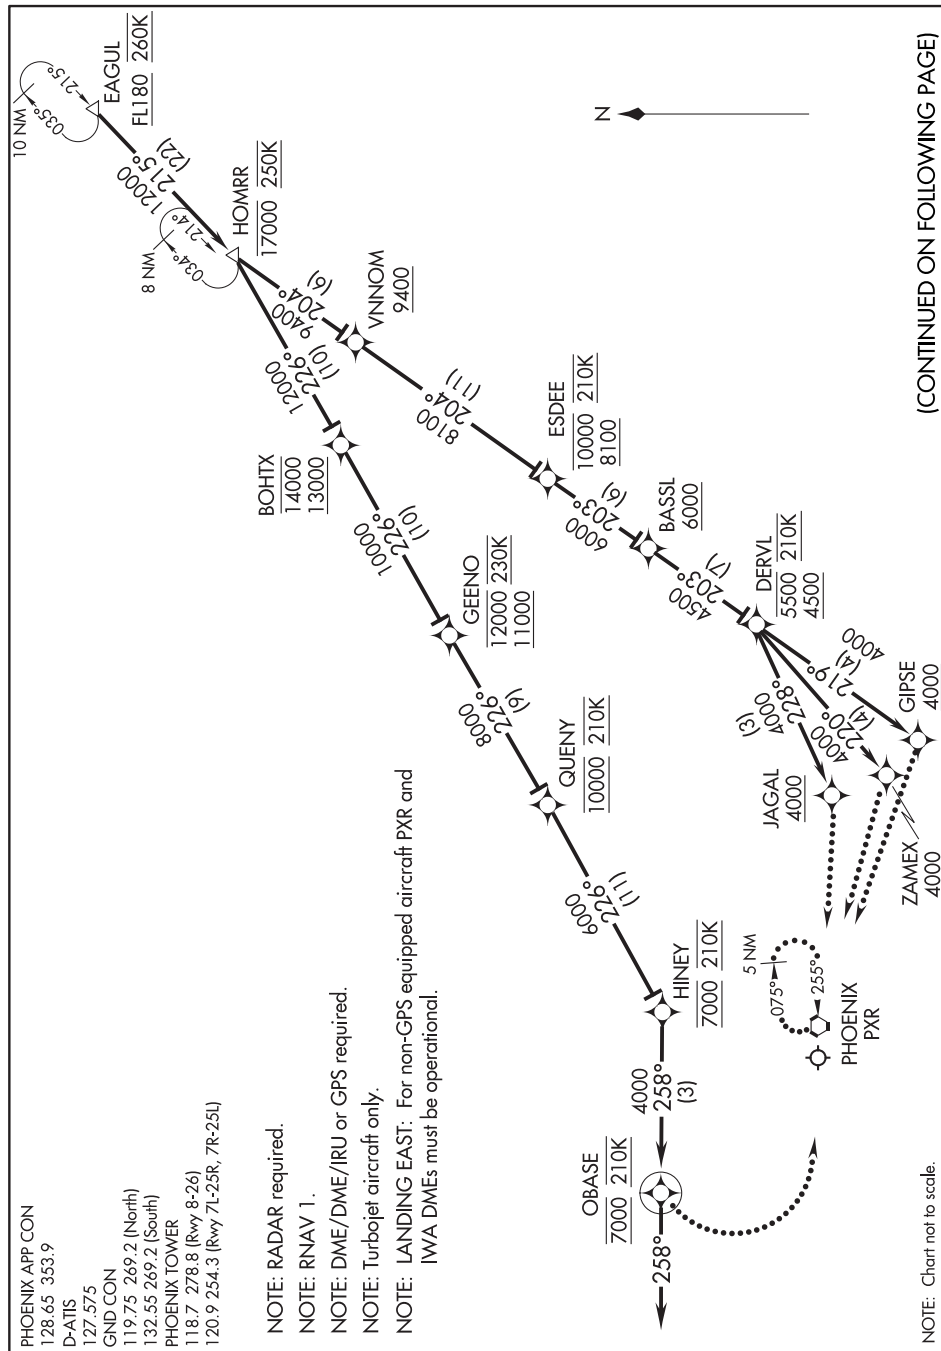 PHOENIX APP CON
128.65 353.9
D-ATIS
127.575
GND CON
119.75 269.2 (North)
132.55 269.2 (South)
PHOENIX TOWER
118.7 278.8 (Rwy 8-26)
120.9 254.3 (Rwy 7L-25R, 7R-25L)
NOTE: RADAR required.
NOTE: RNAV 1.
NOTE: DME/DME/IRU or GPS required.
NOTE: Turbojet aircraft only.
NOTE: LANDING EAST: For non-GPS equipped aircraft PXR and
IWA DMEs must be operational.
10 NM
035°
215°
EAGUL
FL180 260K
12000
215°
(22)
8 NM
034°
214°
HOMRR
17000 250K
12000
226°
(10)
9400
204°
(6)
VNNOM
9400
BOHTX
14000
13000
8100
204°
(11)
10000
226°
(10)
ESDEE
10000 210K
8100
GEENO
12000 230K
11000
6000
203°
(6)
BASSL
6000
8000
226°
(9)
4500
203°
(7)
QUENY
10000 210K
DERVL
5500 210K
4500
6000
226°
(11)
(3)
4000
228°
4000
220°
(4)
219°
(4)
4000
JAGAL
4000
GIPSE
4000
ZAMEX
4000
HINEY
7000 210K
4000
258°
(3)
OBASE
7000 210K
258°
5 NM
075°
255°
PHOENIX
PXR
N
NOTE: Chart not to scale.
(CONTINUED ON FOLLOWING PAGE)